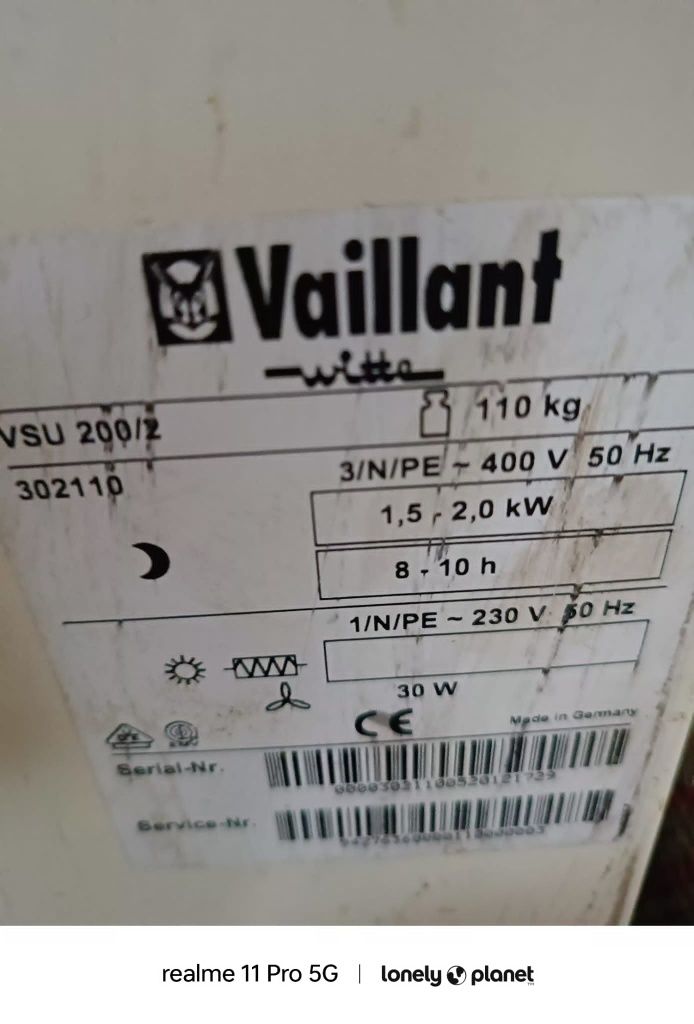 Vaillant
witte
VSU 200/2 110 kg
302110 3/N/PE ~ 400 V 50 Hz
1,5 - 2,0 kW
8 - 10 h
1/N/PE ~ 230 V 50 Hz
30 W
CE Made in Germany
Serial-Nr.
Service-Nr.
realme 11 Pro 5G | lonely planet